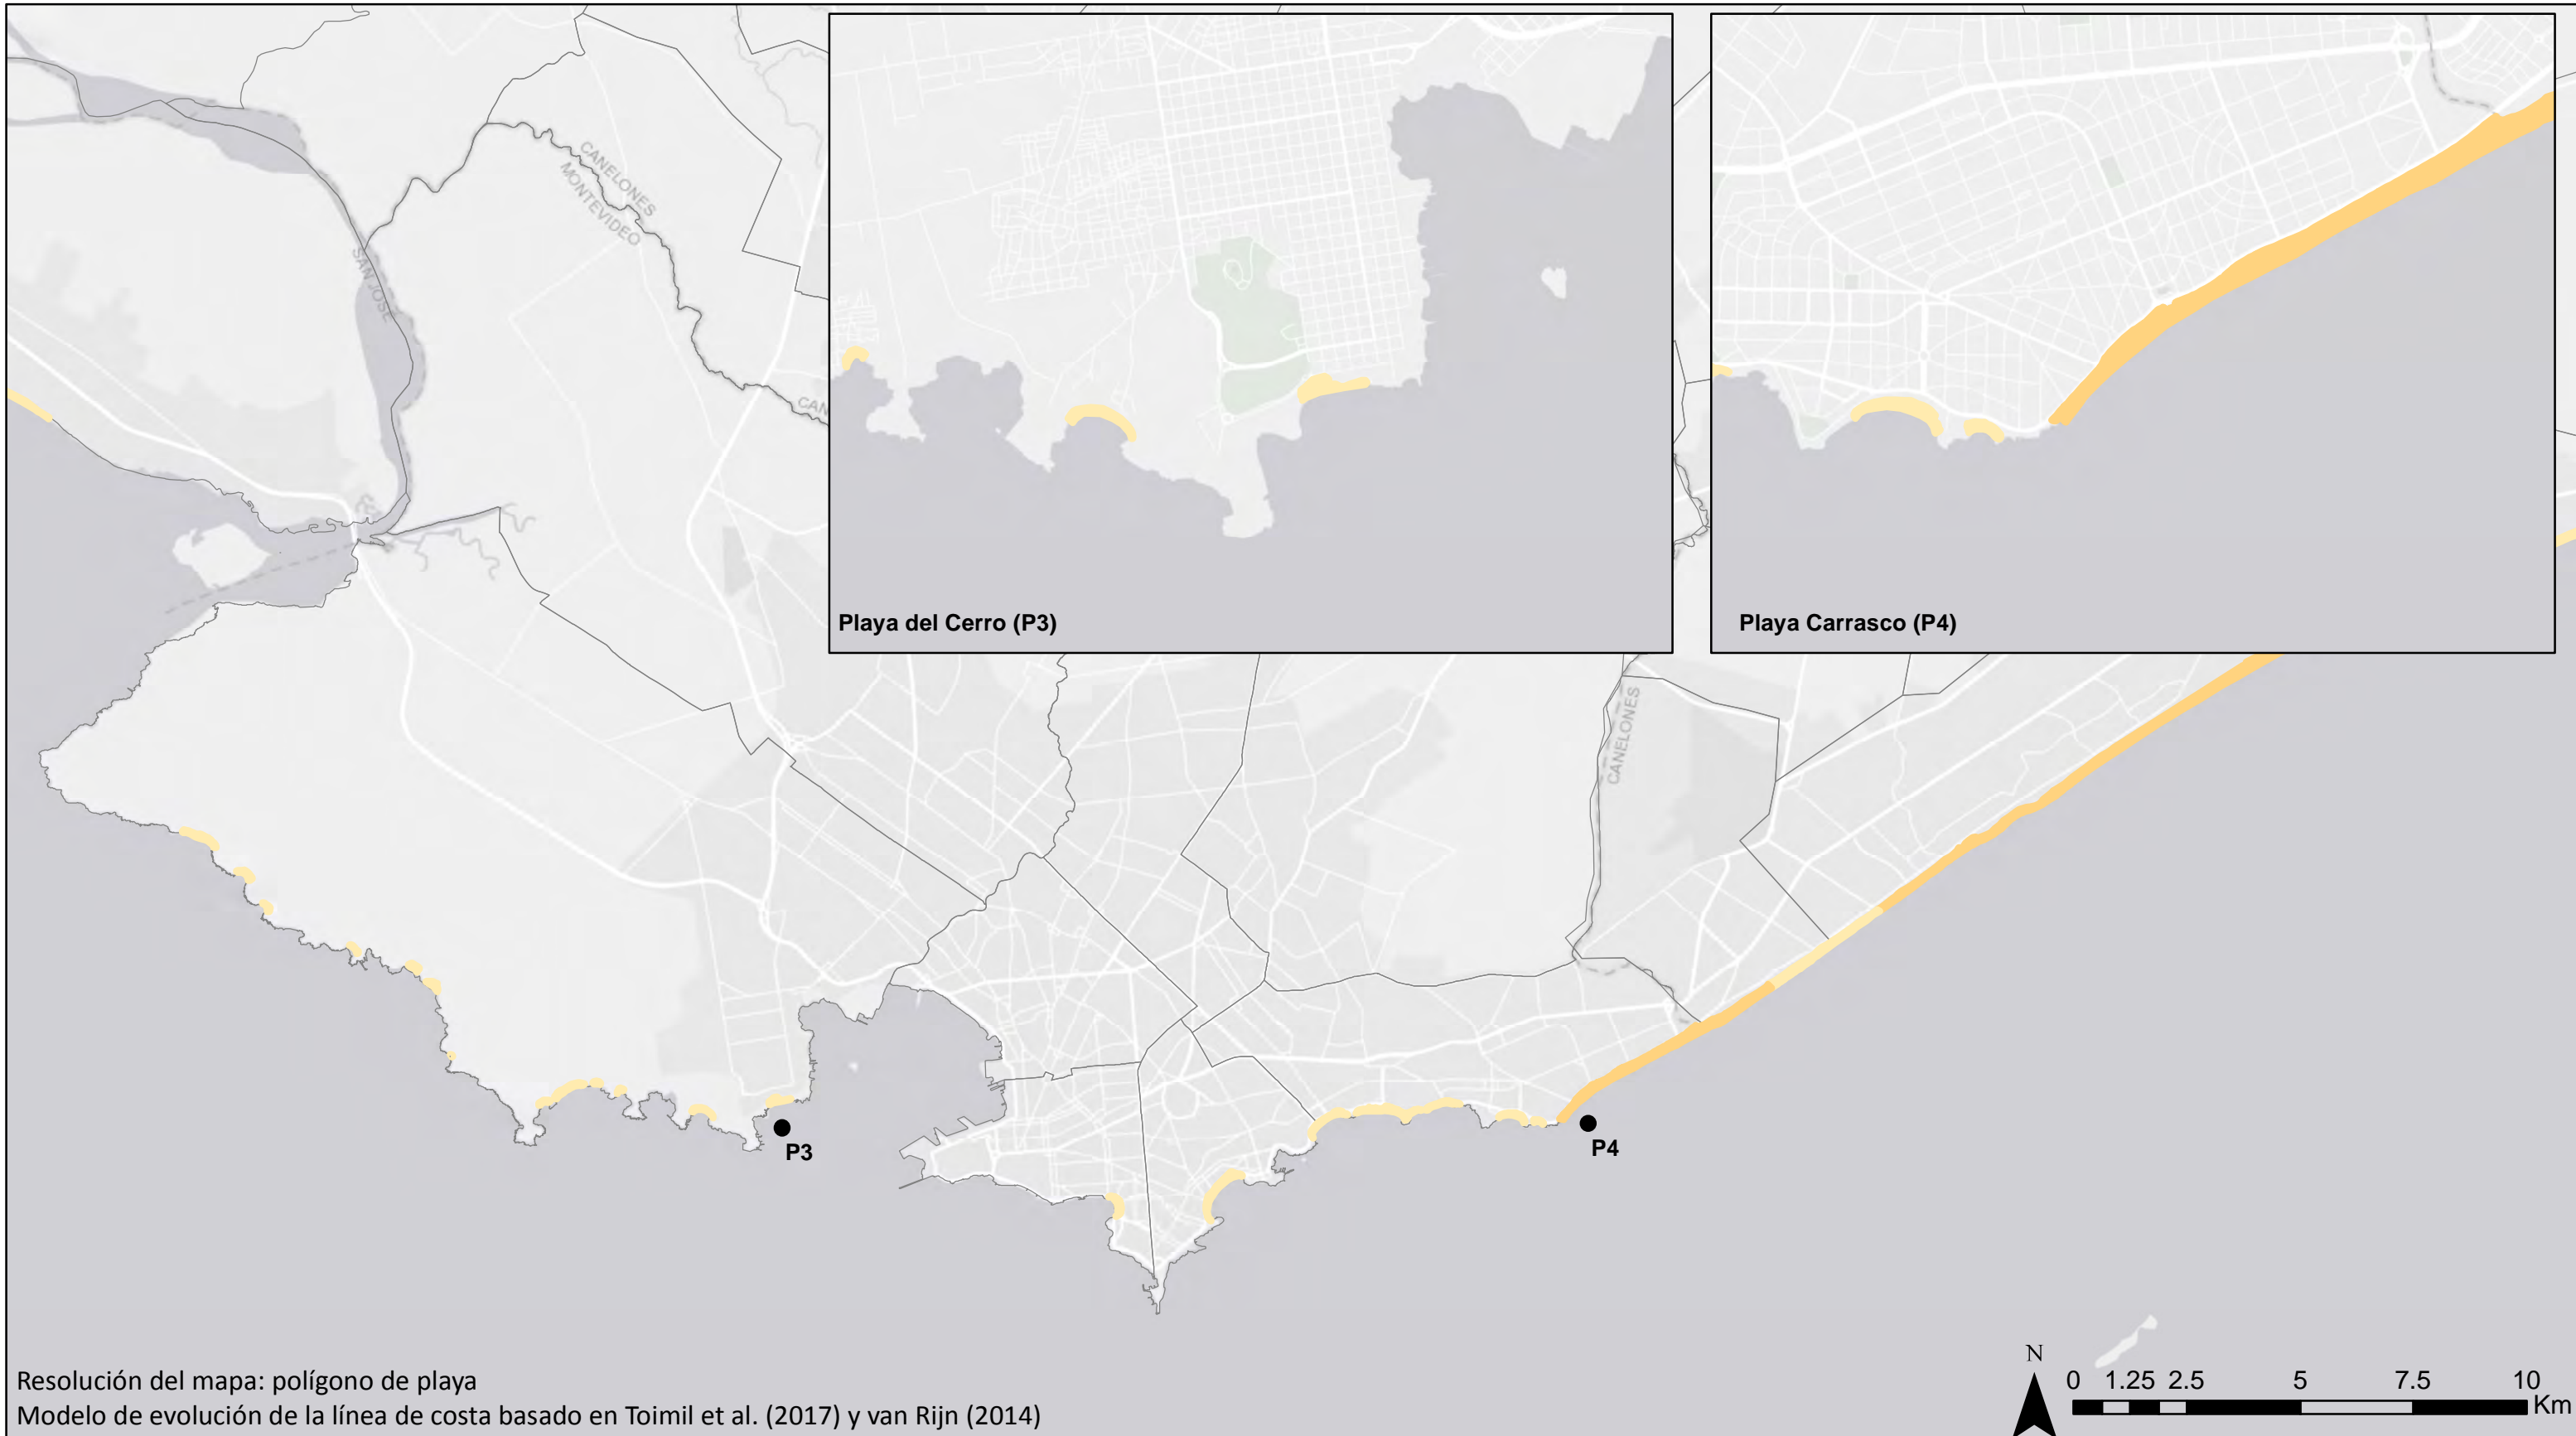 CANELONES
MONTEVIDEO
SAN JOSE
CAN
Playa del Cerro (P3)
Playa Carrasco (P4)
CANELONES
P3
P4
Resolución del mapa: polígono de playa
Modelo de evolución de la línea de costa basado en Toimil et al. (2017) y van Rijn (2014)
N
0 1.25 2.5 5 7.5 10
Km